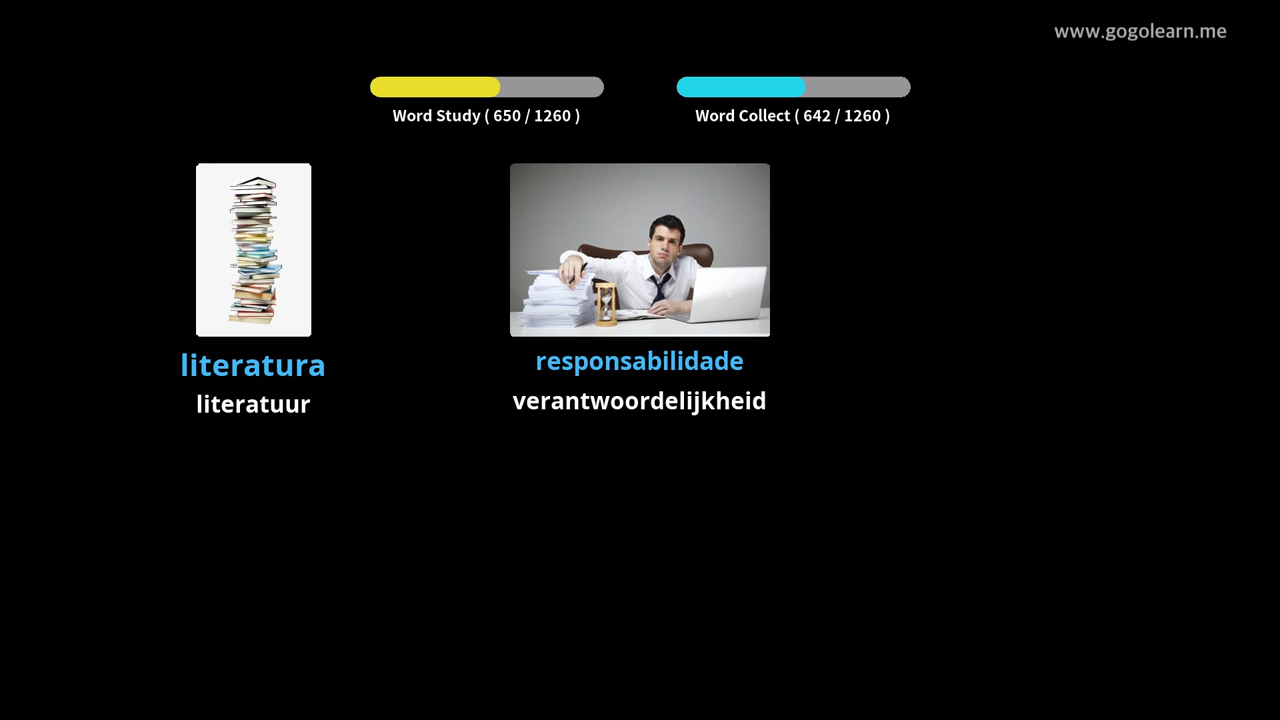 www.gogolearn.me
Word Study ( 650 / 1260 )
Word Collect ( 642 / 1260 )
literatura
literatuur
responsabilidade
verantwoordelijkheid